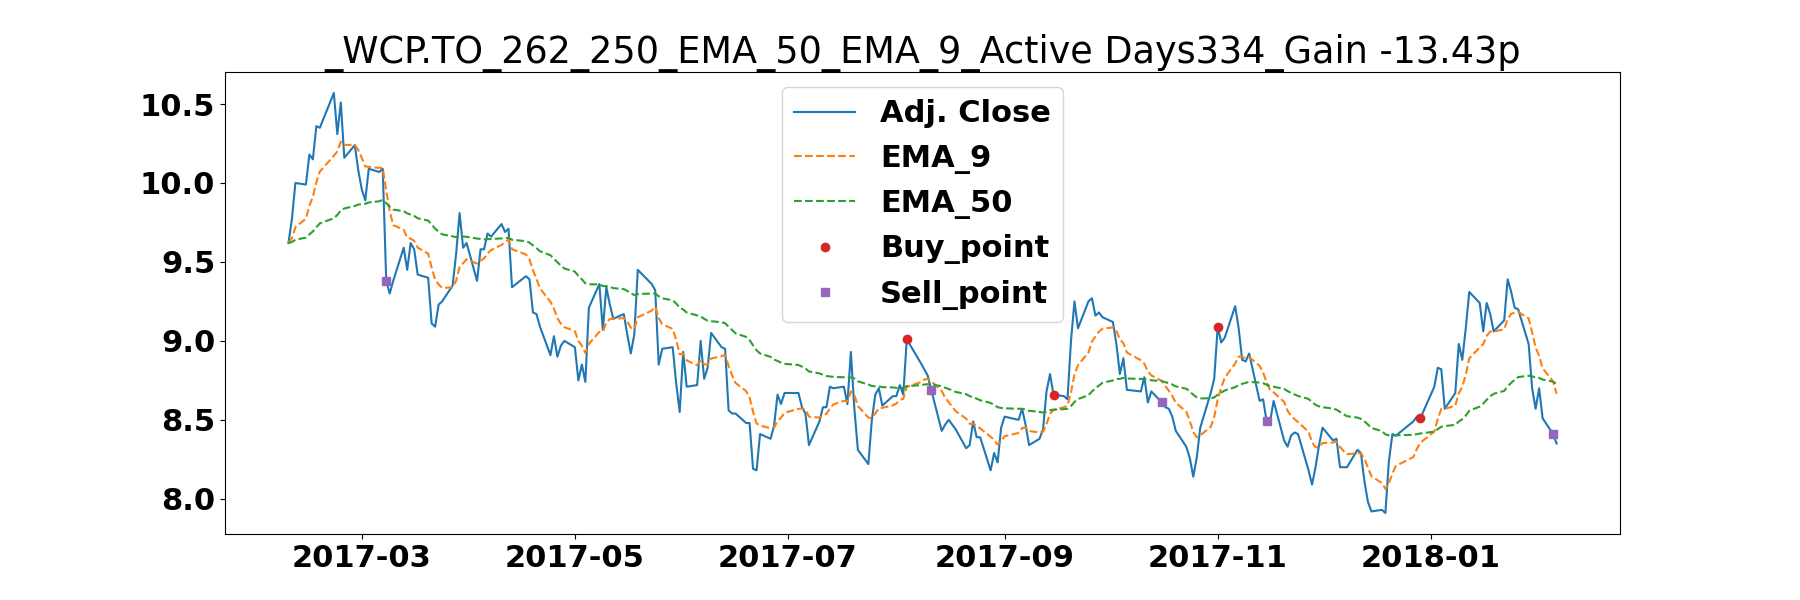 _WCP.TO_262_250_EMA_50_EMA_9_Active Days334_Gain -13.43p
10.5
10.0
9.5
9.0
8.5
8.0
Adj. Close
EMA_9
EMA_50
Buy_point
Sell_point
2017-03 2017-05 2017-07 2017-09 2017-11 2018-01